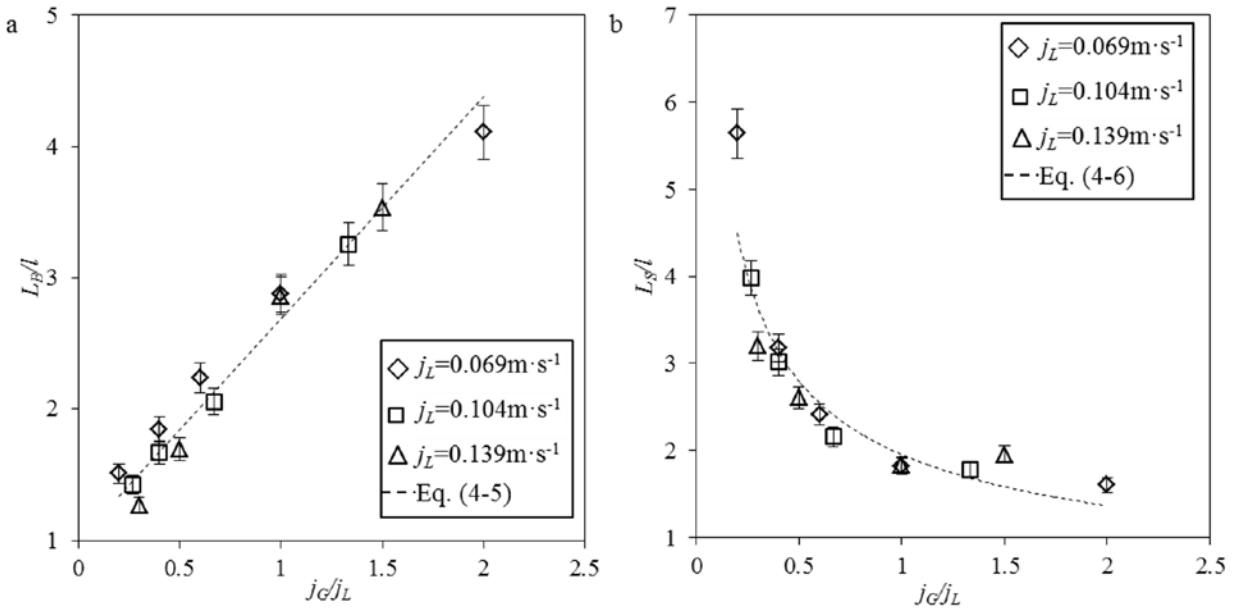 a
5
4
3
2
1
0
0.5
1
1.5
2
2.5
L_B/l
j_G/j_L
j_L=0.069m·s⁻¹
j_L=0.104m·s⁻¹
j_L=0.139m·s⁻¹
Eq. (4-5)
b
7
6
5
4
3
2
1
0
0.5
1
1.5
2
2.5
L_S/l
j_G/j_L
j_L=0.069m·s⁻¹
j_L=0.104m·s⁻¹
j_L=0.139m·s⁻¹
Eq. (4-6)